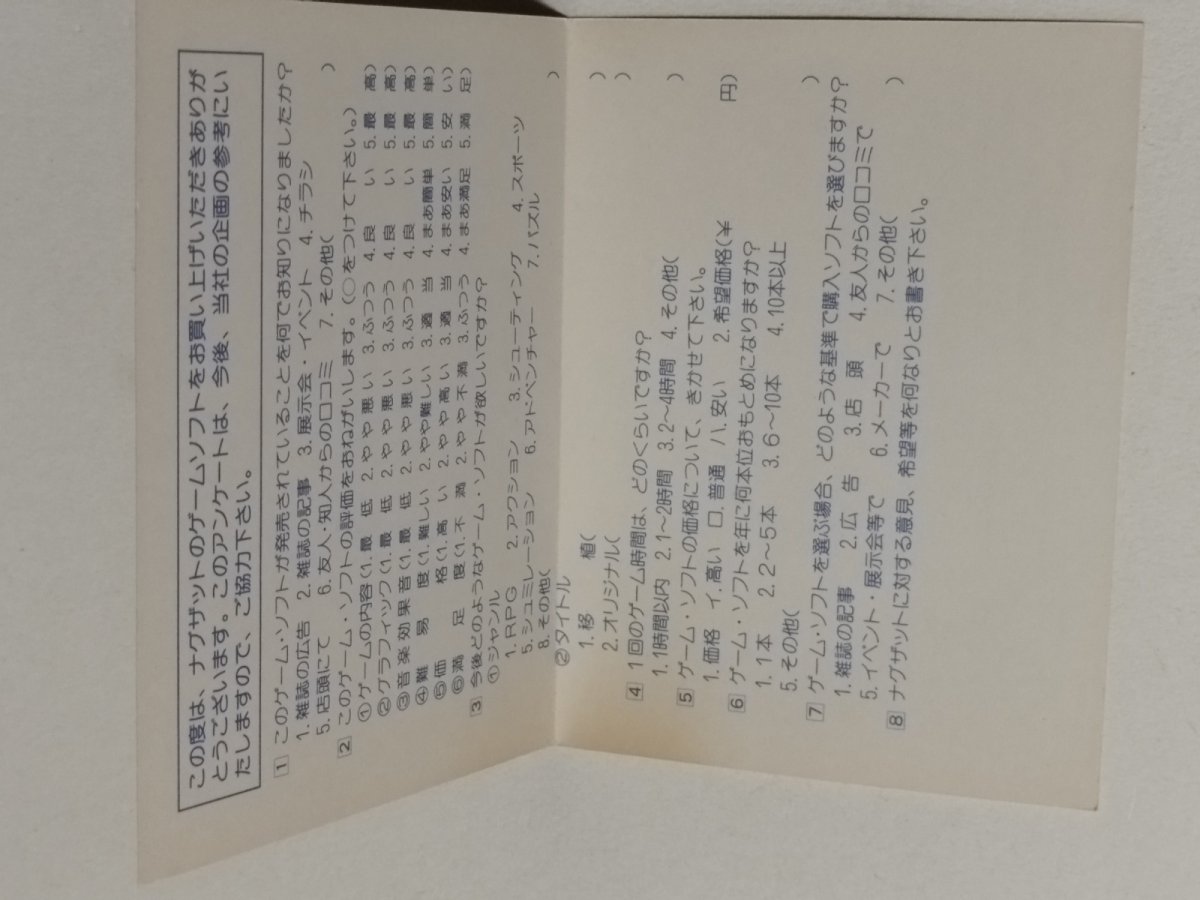 この度は、ナグザットのゲームソフトをお買い上げいただきありが
とうございます。このアンケートは、今後、当社の企画の参考にい
たしますので、ご協力下さい。
1 このゲーム・ソフトが発売されていることを何でお知りになりましたか?
1. 雑誌の広告 2. 雑誌の記事 3. 展示会・イベント 4. チラシ
5. 店頭にて 6. 友人・知人からの口コミ 7. その他( )
2 このゲーム・ソフトの評価をおねがいします。(○をつけて下さい。)
①ゲームの内容(1. 最 低 2. やや悪い 3. ふつう 4. 良 い 5. 最 高)
②グラフィック(1. 最 低 2. やや悪い 3. ふつう 4. 良 い 5. 最 高)
③音楽効果音(1. 最 低 2. やや悪い 3. ふつう 4. 良 い 5. 最 高)
④難 易 度(1. 難しい 2. やや難しい 3. 適 当 4. まあ簡単 5. 簡 単)
⑤価 格(1. 高 い 2. やや高い 3. 適 当 4. まあ安い 5. 安 い)
⑥満 足 度(1. 不 満 2. やや不満 3. ふつう 4. まあ満足 5. 満 足)
3 今後どのようなゲーム・ソフトが欲しいですか?
①ジャンル
1. RPG 2. アクション 3. シューティング 4. スポーツ
5. シュミレーション 6. アドベンチャー 7. パズル
8. その他( )
②タイトル
1. 移 植( )
2. オリジナル( )
4 1回のゲーム時間は、どのくらいですか?
1. 1時間以内 2. 1〜2時間 3. 2〜4時間 4. その他( )
5 ゲーム・ソフトの価格について、きかせて下さい。
1. 価格 イ. 高い ロ. 普通 ハ. 安い 2. 希望価格(¥ 円)
6 ゲーム・ソフトを年に何本位おもとめになりますか?
1. 1本 2. 2〜5本 3. 6〜10本 4. 10本以上
5. その他( )
7 ゲーム・ソフトを選ぶ場合、どのような基準で購入ソフトを選びますか?
1. 雑誌の記事 2. 広 告 3. 店 頭 4. 友人からの口コミで
5. イベント・展示会等で 6. メーカーで 7. その他( )
8 ナグザットに対する意見、希望等を何なりとお書き下さい。